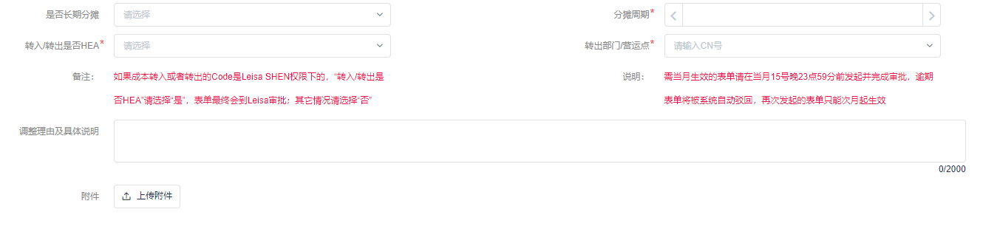 是否长期分摊
请选择
分摊周期*
转入/转出是否HEA*
请选择
转出部门/营运点*
请输入CN号
备注：
如果成本转入或者转出的Code是Leisa SHEN权限下的，“转入/转出是
否HEA”请选择“是”，表单最终会到Leisa审批；其它情况请选择“否”
说明：
需当月生效的表单请在当月15号晚23点59分前发起并完成审批，逾期
表单将被系统自动驳回，再次发起的表单只能次月起生效
调整理由及具体说明
0/2000
附件
上传附件